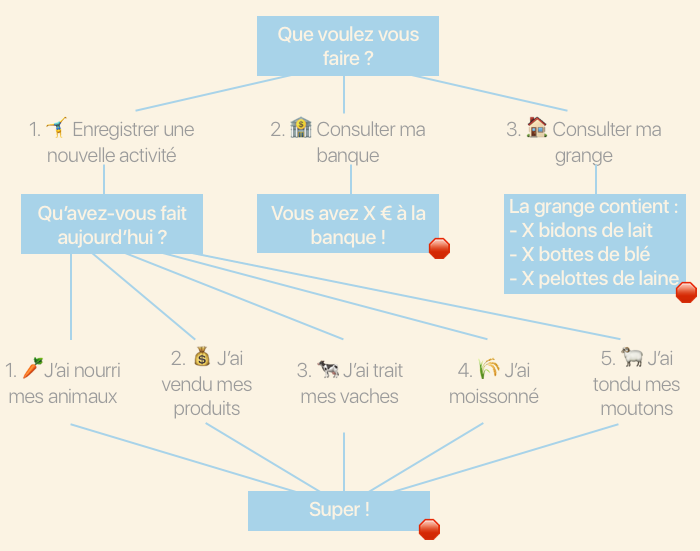 Que voulez vous
faire ?
1. 🤸 Enregistrer une
nouvelle activité
2. 🏦 Consulter ma
banque
3. 🏠 Consulter ma
grange
Qu’avez-vous fait
aujourd’hui ?
Vous avez X € à la
banque !
La grange contient :
- X bidons de lait
- X bottes de blé
- X pelottes de laine
1. 🥕 J’ai nourri
mes animaux
2. 💰 J’ai
vendu mes
produits
3. 🐄 J’ai trait
mes vaches
4. 🌾 J’ai
moissonné
5. 🐑 J’ai
tondu mes
moutons
Super !